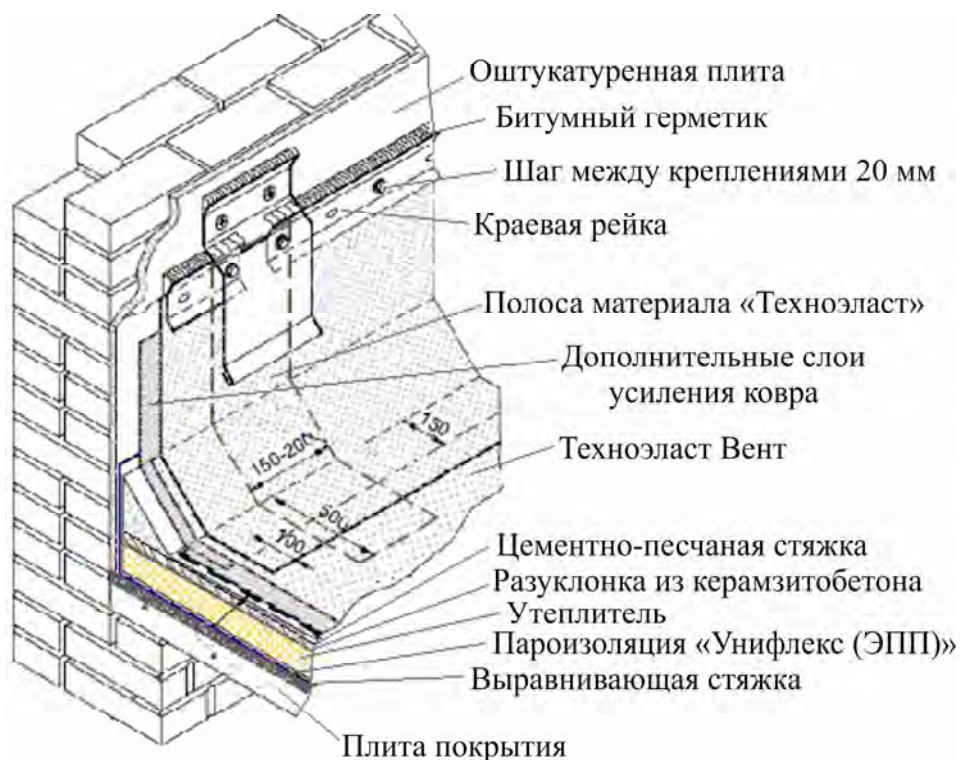 Оштукатуренная плита
Битумный герметик
Шаг между креплениями 20 мм
Краевая рейка
Полоса материала «Техноэласт»
Дополнительные слои
усиления ковра
150
Техноэласт Вент
150-200
500
100
Цементно-песчаная стяжка
Разуклонка из керамзитобетона
Утеплитель
Пароизоляция «Унифлекс (ЭПП)»
Выравнивающая стяжка
Плита покрытия